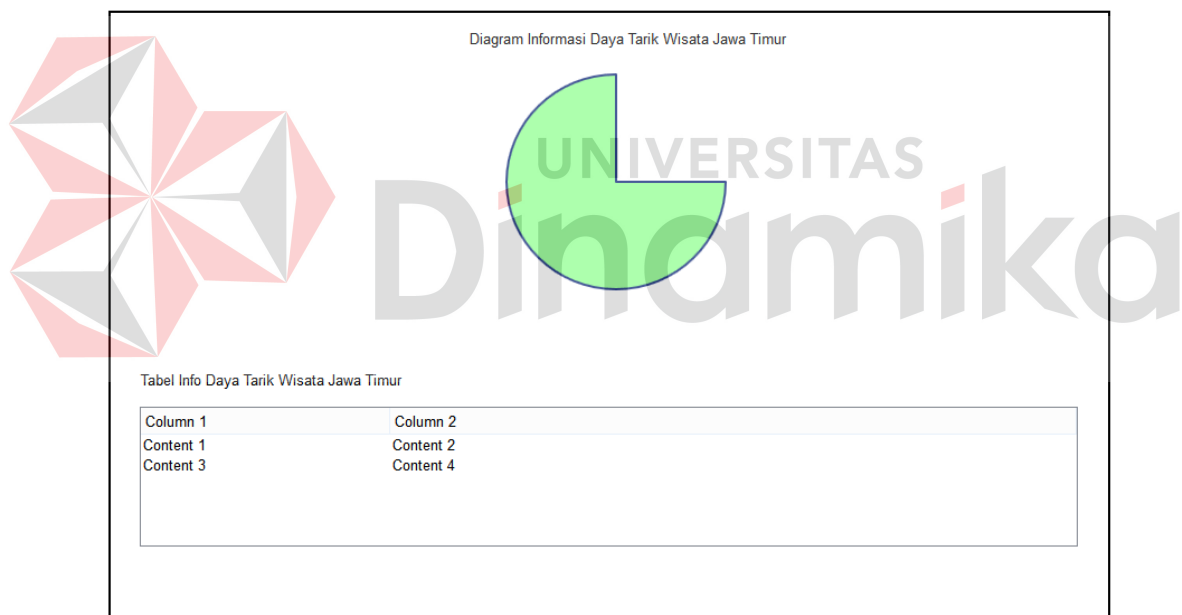 Diagram Informasi Daya Tarik Wisata Jawa Timur
UNIVERSITAS
Dinamika
Tabel Info Daya Tarik Wisata Jawa Timur
Column 1 Column 2
Content 1 Content 2
Content 3 Content 4